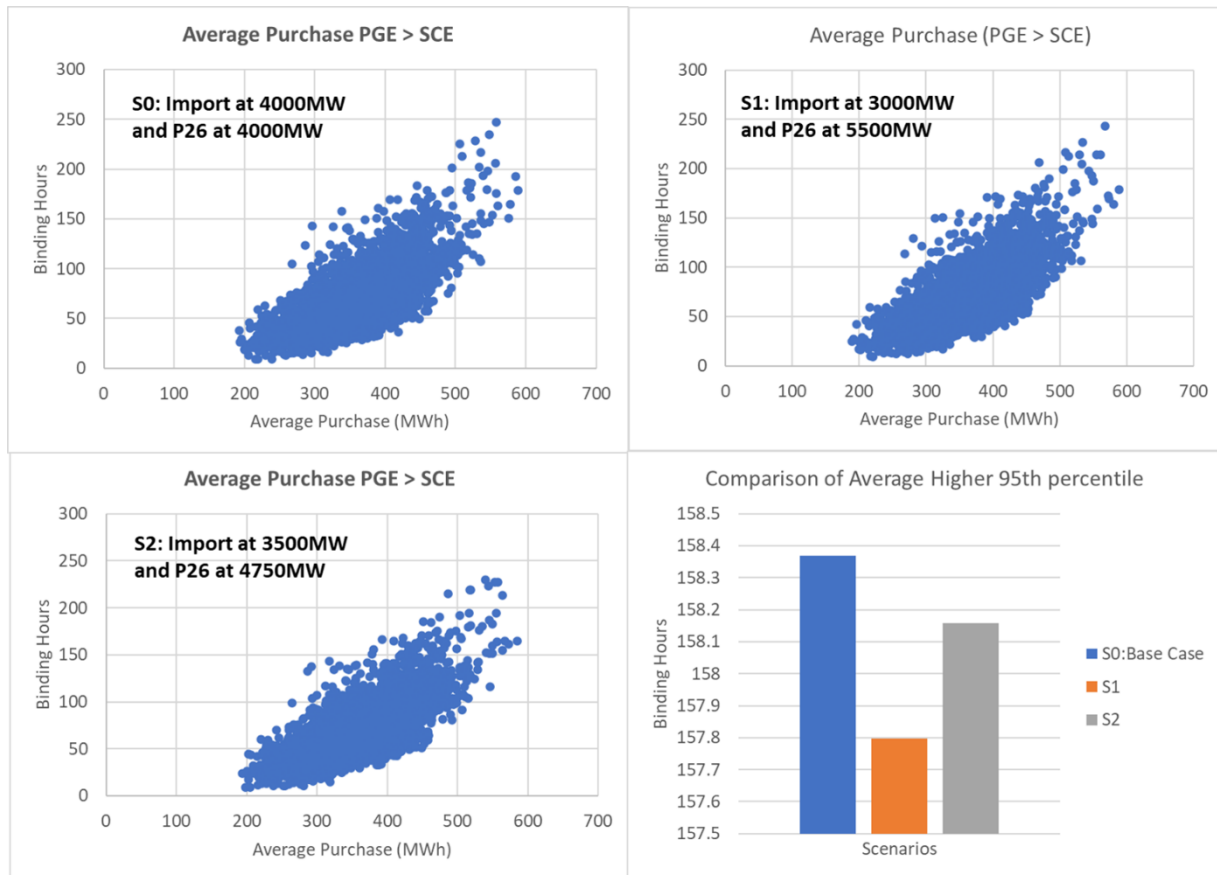 Average Purchase PGE > SCE
S0: Import at 4000MW
and P26 at 4000MW
300
250
200
150
100
50
0
Binding Hours
0 100 200 300 400 500 600 700
Average Purchase (MWh)
Average Purchase (PGE > SCE)
S1: Import at 3000MW
and P26 at 5500MW
300
250
200
150
100
50
0
Binding Hours
0 100 200 300 400 500 600 700
Average Purchase (MWh)
Average Purchase PGE > SCE
S2: Import at 3500MW
and P26 at 4750MW
300
250
200
150
100
50
0
Binding Hours
0 100 200 300 400 500 600 700
Average Purchase (MWh)
Comparison of Average Higher 95th percentile
158.5
158.4
158.3
158.2
158.1
158
157.9
157.8
157.7
157.6
157.5
Binding Hours
Scenarios
S0:Base Case
S1
S2